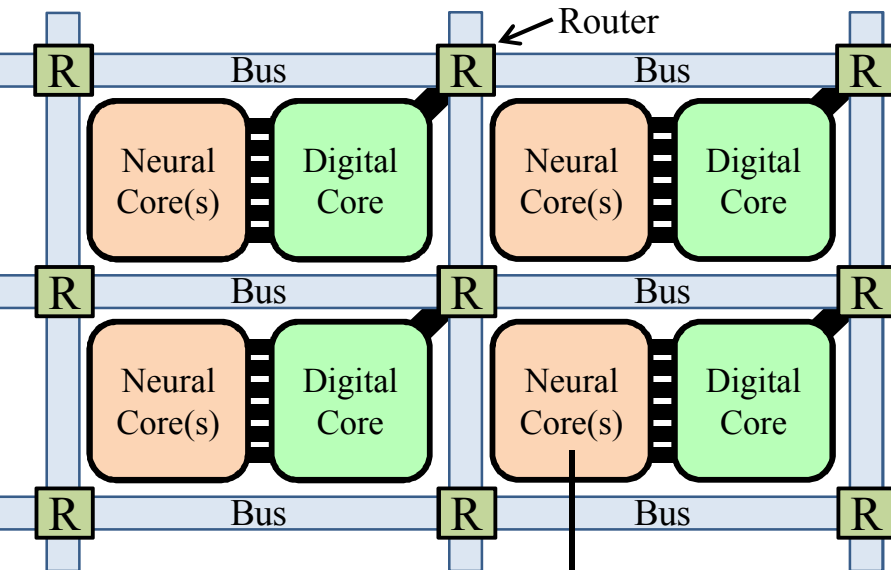 Router
R Bus R Bus R
Neural Digital Neural Digital
Core(s) Core Core(s) Core
R Bus R Bus R
Neural Digital Neural Digital
Core(s) Core Core(s) Core
R Bus R Bus R